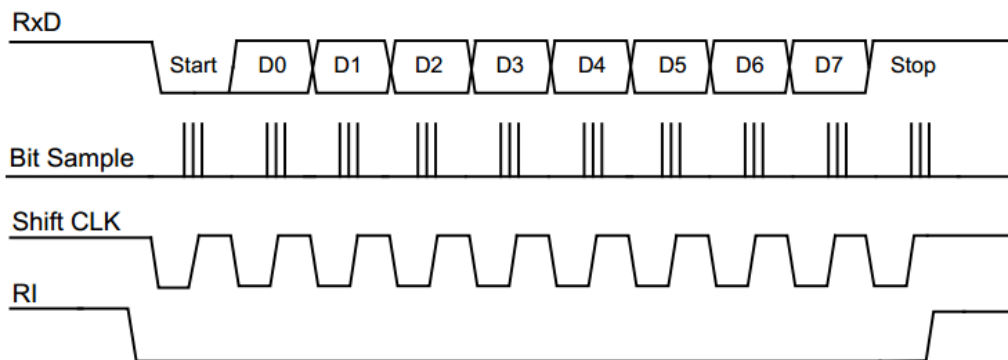 RxD
Start D0 D1 D2 D3 D4 D5 D6 D7 Stop
Bit Sample
Shift CLK
RI